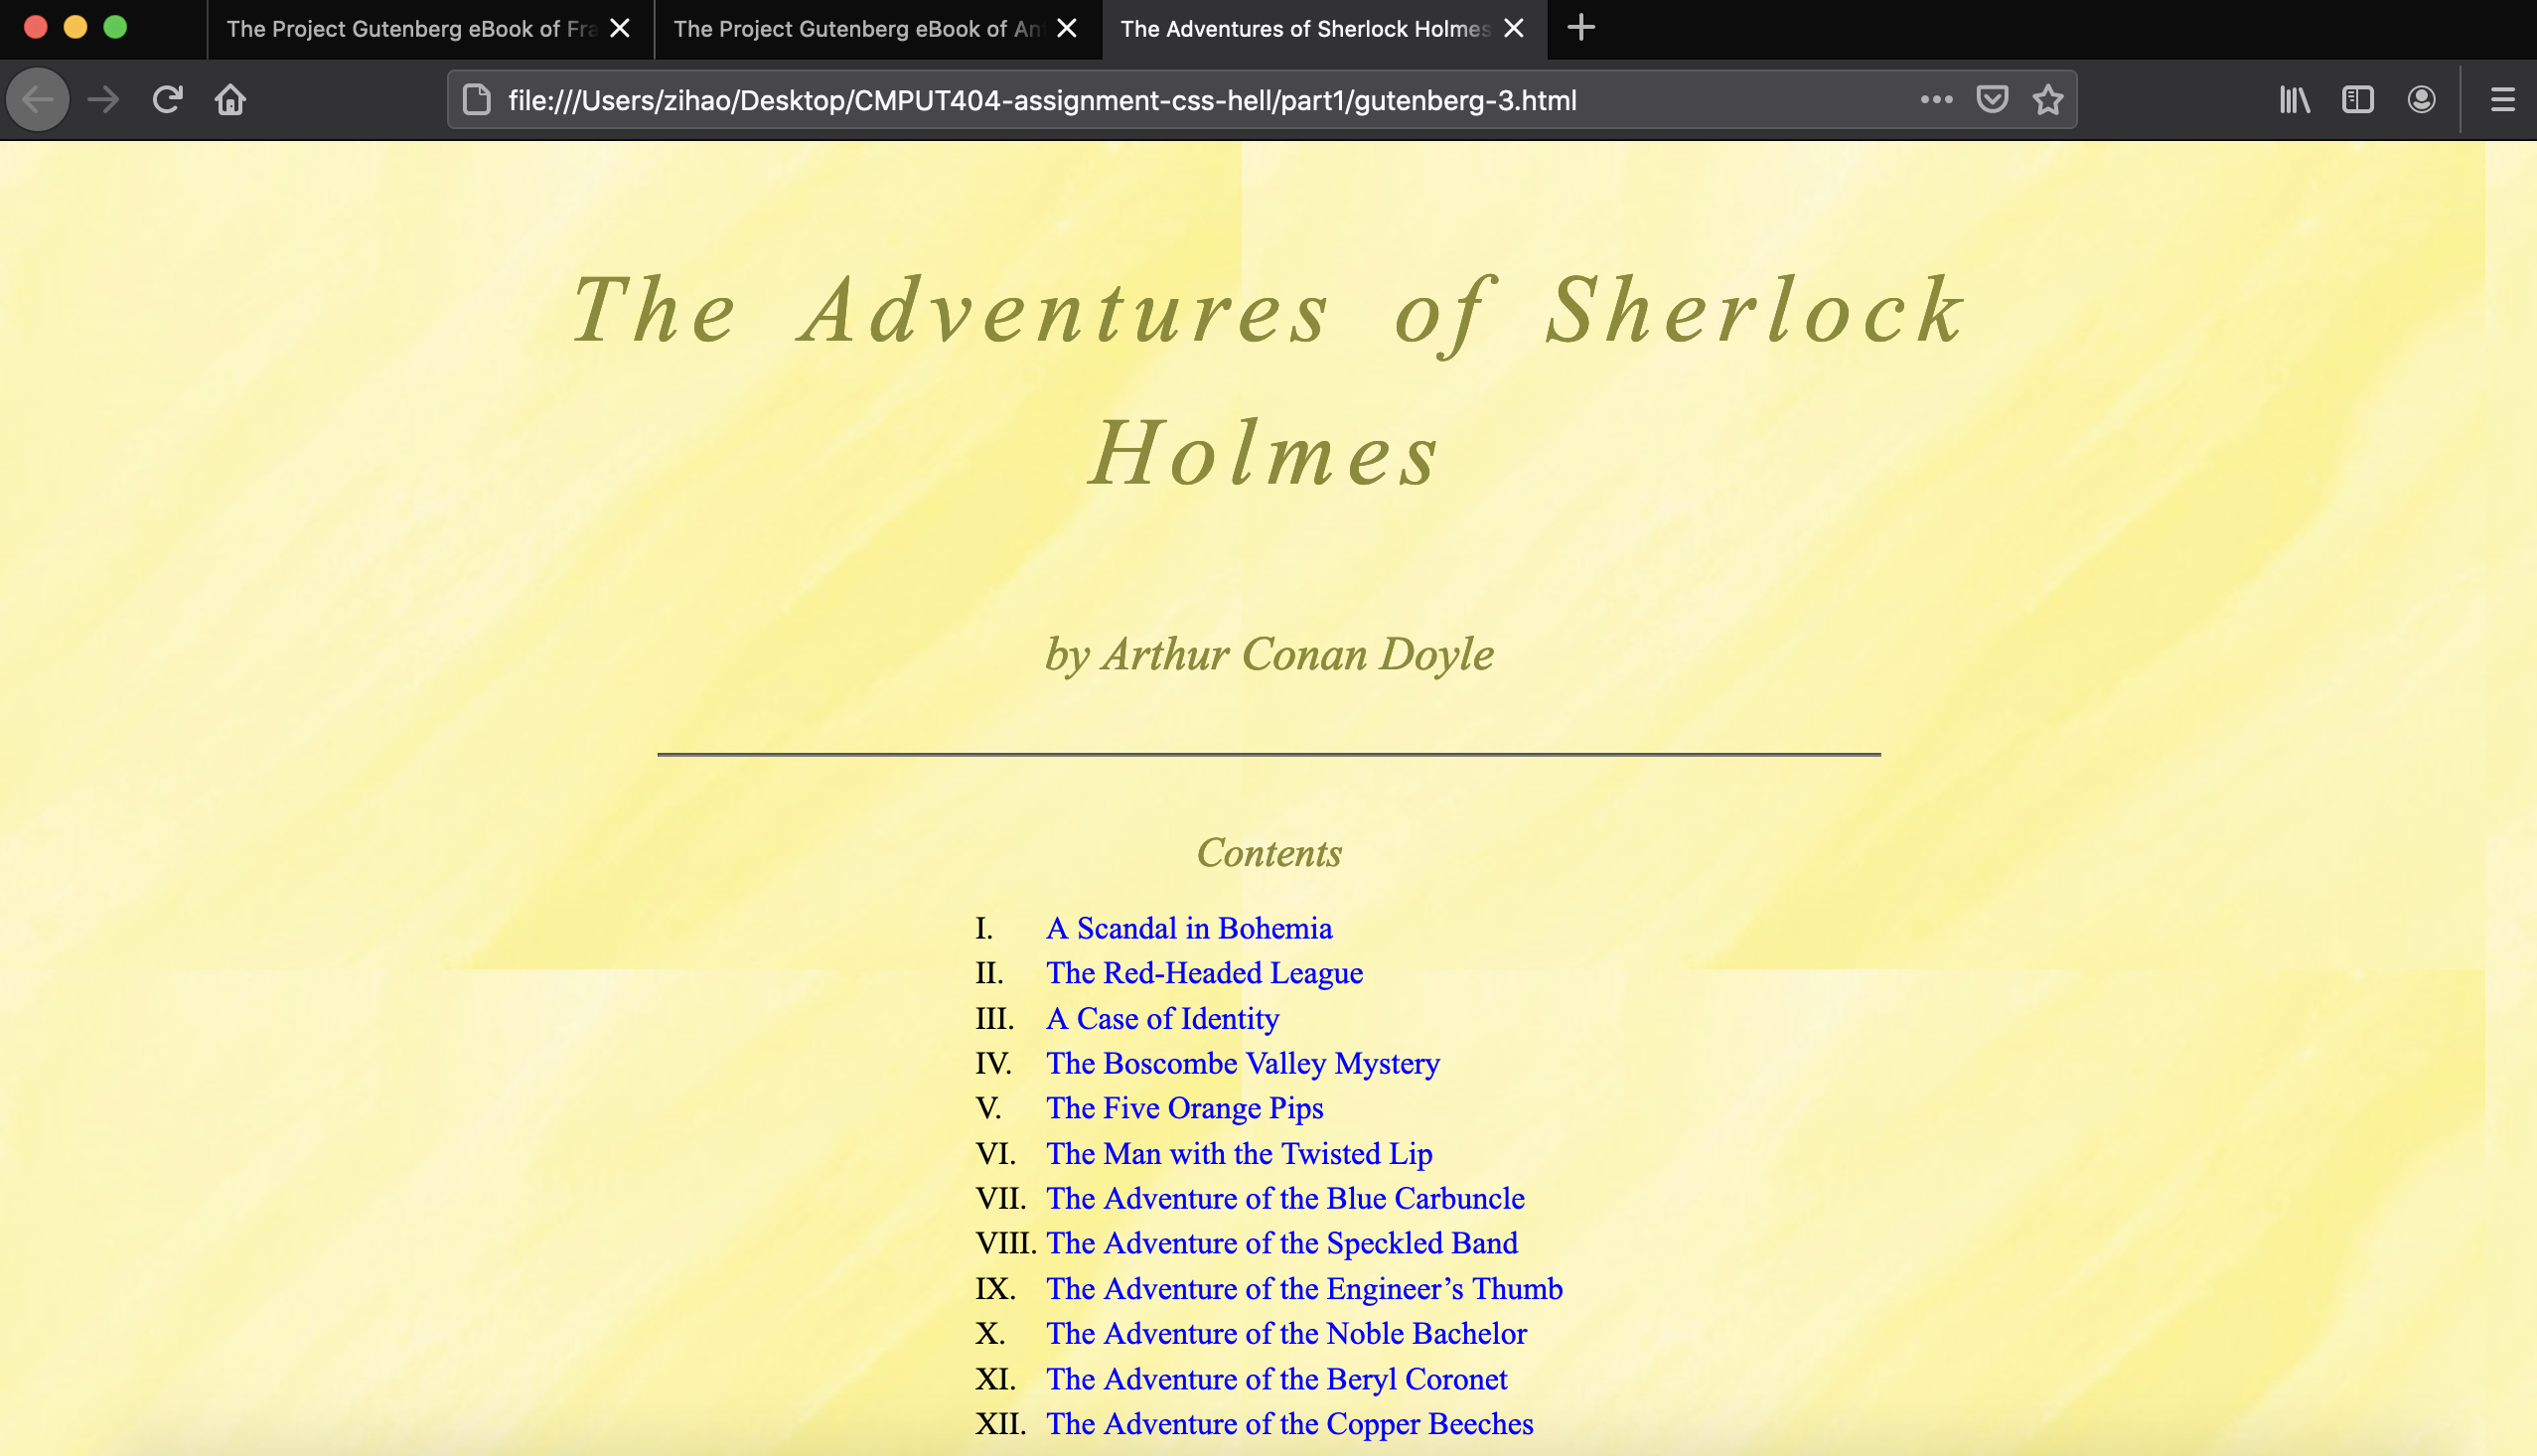 The Project Gutenberg eBook of Fra
The Project Gutenberg eBook of An
The Adventures of Sherlock Holmes
file:///Users/zihao/Desktop/CMPUT404-assignment-css-hell/part1/gutenberg-3.html
The Adventures of Sherlock
Holmes
by Arthur Conan Doyle
Contents
I. A Scandal in Bohemia
II. The Red-Headed League
III. A Case of Identity
IV. The Boscombe Valley Mystery
V. The Five Orange Pips
VI. The Man with the Twisted Lip
VII. The Adventure of the Blue Carbuncle
VIII. The Adventure of the Speckled Band
IX. The Adventure of the Engineer’s Thumb
X. The Adventure of the Noble Bachelor
XI. The Adventure of the Beryl Coronet
XII. The Adventure of the Copper Beeches